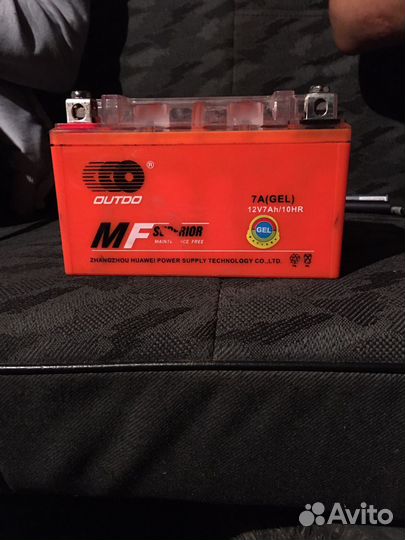 OUTDO
®
7A(GEL)
12V7Ah/10HR
MF SUPERIOR
MAINTENANCE FREE
GEL
ZHANGZHOU HUAWEI POWER SUPPLY TECHNOLOGY CO.,LTD.
Avito